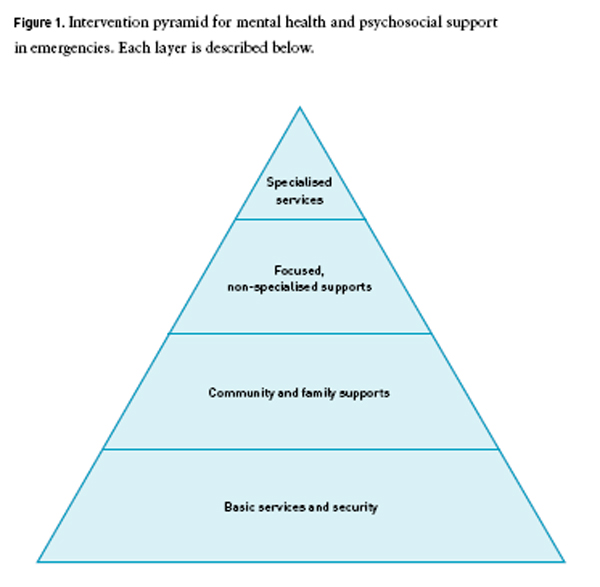 Figure 1. Intervention pyramid for mental health and psychosocial support
in emergencies. Each layer is described below.
Specialised
services
Focused,
non-specialised supports
Community and family supports
Basic services and security